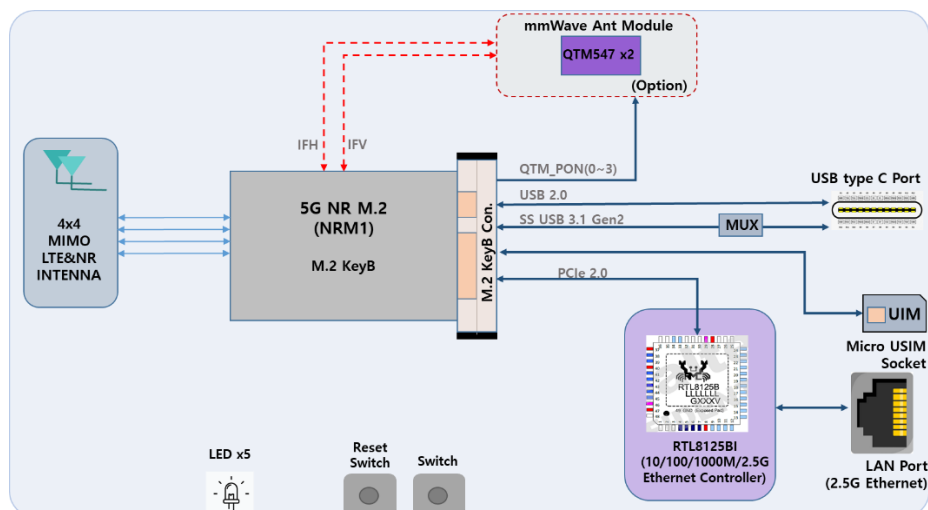 mmWave Ant Module
QTM547 x2
(Option)
IFH
IFV
QTM_PON(0~3)
USB 2.0
SS USB 3.1 Gen2
MUX
PCIe 2.0
USB type C Port
4x4
MIMO
LTE&NR
INTENNA
5G NR M.2
(NRM1)
M.2 KeyB
M.2 KeyB Con.
UIM
Micro USIM
Socket
RTL8125B
LLLLLLL
GXXXV
RTL8125BI
(10/100/1000M/2.5G
Ethernet Controller)
LAN Port
(2.5G Ethernet)
LED x5
Reset
Switch
Switch